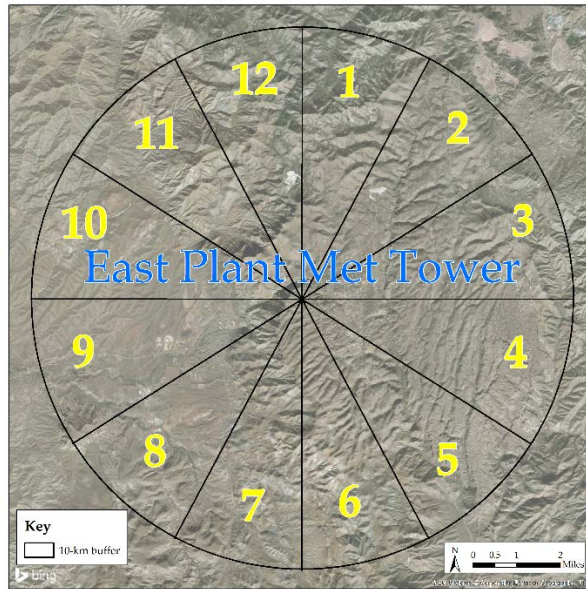 12 1
11 2
10 3
East Plant Met Tower
9 4
8 5
7 6
Key
10-km buffer
bing
N
0 0.5 1 2
Miles